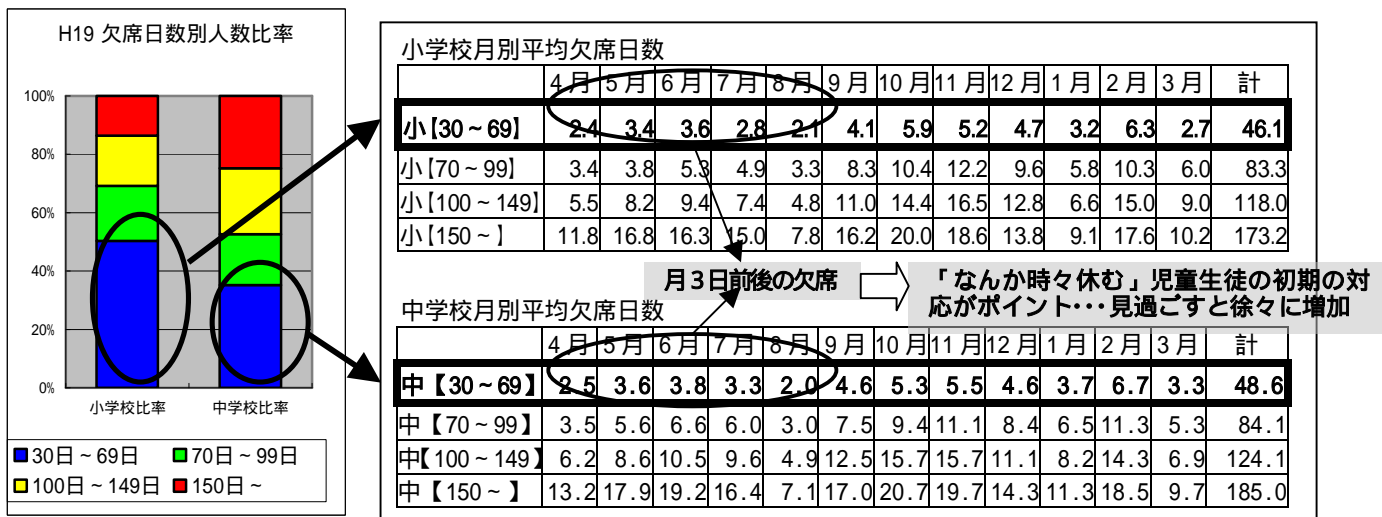 H19 欠席日数別人数比率
100%
80%
60%
40%
20%
0%
小学校比率 中学校比率
■30日～69日 ■70日～99日
■100日～149日 ■150日～
小学校月別平均欠席日数
4月 5月 6月 7月 8月 9月 10月 11月 12月 1月 2月 3月 計
小【30～69】 2.4 3.4 3.6 2.8 2.1 4.1 5.9 5.2 4.7 3.2 6.3 2.7 46.1
小【70～99】 3.4 3.8 5.3 4.9 3.3 8.3 10.4 12.2 9.6 5.8 10.3 6.0 83.3
小【100～149】 5.5 8.2 9.4 7.4 4.8 11.0 14.4 16.5 12.8 6.6 15.0 9.0 118.0
小【150～】 11.8 16.8 16.3 15.0 7.8 16.2 20.0 18.6 13.8 9.1 17.6 10.2 173.2
月3日前後の欠席
「なんか時々休む」児童生徒の初期の対
応がポイント･･･見過ごすと徐々に増加
中学校月別平均欠席日数
4月 5月 6月 7月 8月 9月 10月 11月 12月 1月 2月 3月 計
中【30～69】 2.5 3.6 3.8 3.3 2.0 4.6 5.3 5.5 4.6 3.7 6.7 3.3 48.6
中【70～99】 3.5 5.6 6.6 6.0 3.0 7.5 9.4 11.1 8.4 6.5 11.3 5.3 84.1
中【100～149】 6.2 8.6 10.5 9.6 4.9 12.5 15.7 15.7 11.1 8.2 14.3 6.9 124.1
中【150～】 13.2 17.9 19.2 16.4 7.1 17.0 20.7 19.7 14.3 11.3 18.5 9.7 185.0